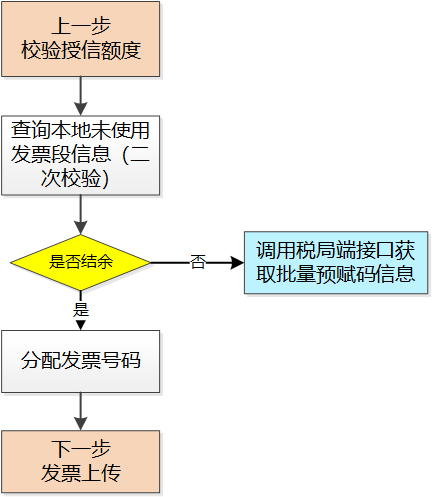 上一步
校验授信额度
查询本地未使用
发票段信息（二
次校验）
是否结余
否
调用税局端接口获
取批量预赋码信息
是
分配发票号码
下一步
发票上传